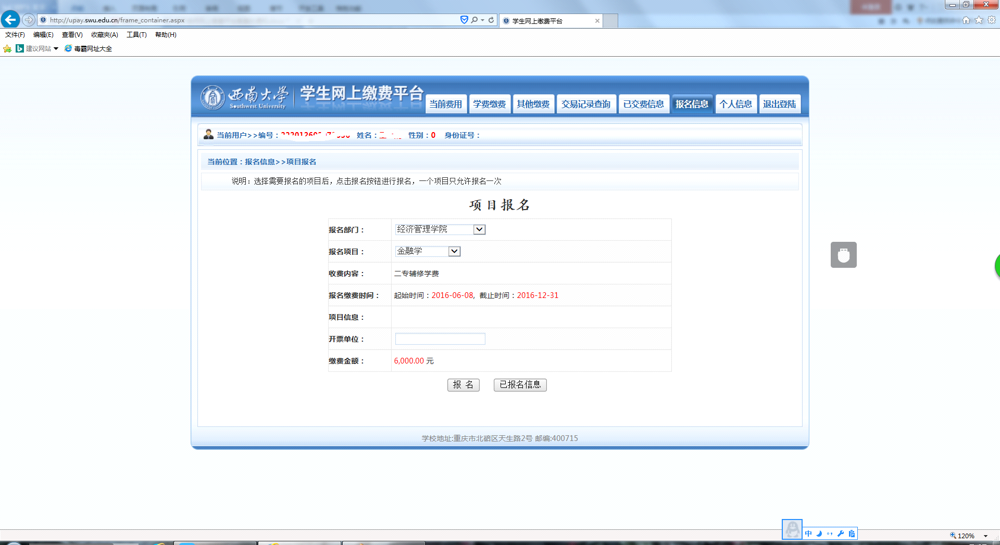 http://upay.swu.edu.cn/frame_container.aspx
学生网上缴费平台
文件(F) 编辑(E) 查看(V) 收藏夹(A) 工具(T) 帮助(H)
建议网站 毒霸网址大全
西南大学 学生网上缴费平台
Southwest University
当前费用 学费缴费 其他缴费 交易记录查询 已交费信息 报名信息 个人信息 退出登陆
当前用户>>编号： 姓名： 性别：0 身份证号：
当前位置：报名信息>>项目报名
说明：选择需要报名的项目后，点击报名按钮进行报名，一个项目只允许报名一次
项目报名
报名部门： 经济管理学院
报名项目： 金融学
收费内容： 二专辅修学费
报名缴费时间： 起始时间：2016-06-08, 截止时间：2016-12-31
项目信息：
开票单位：
缴费金额： 6,000.00 元
报 名 已报名信息
学校地址:重庆市北碚区天生路2号 邮编:400715
中
120%